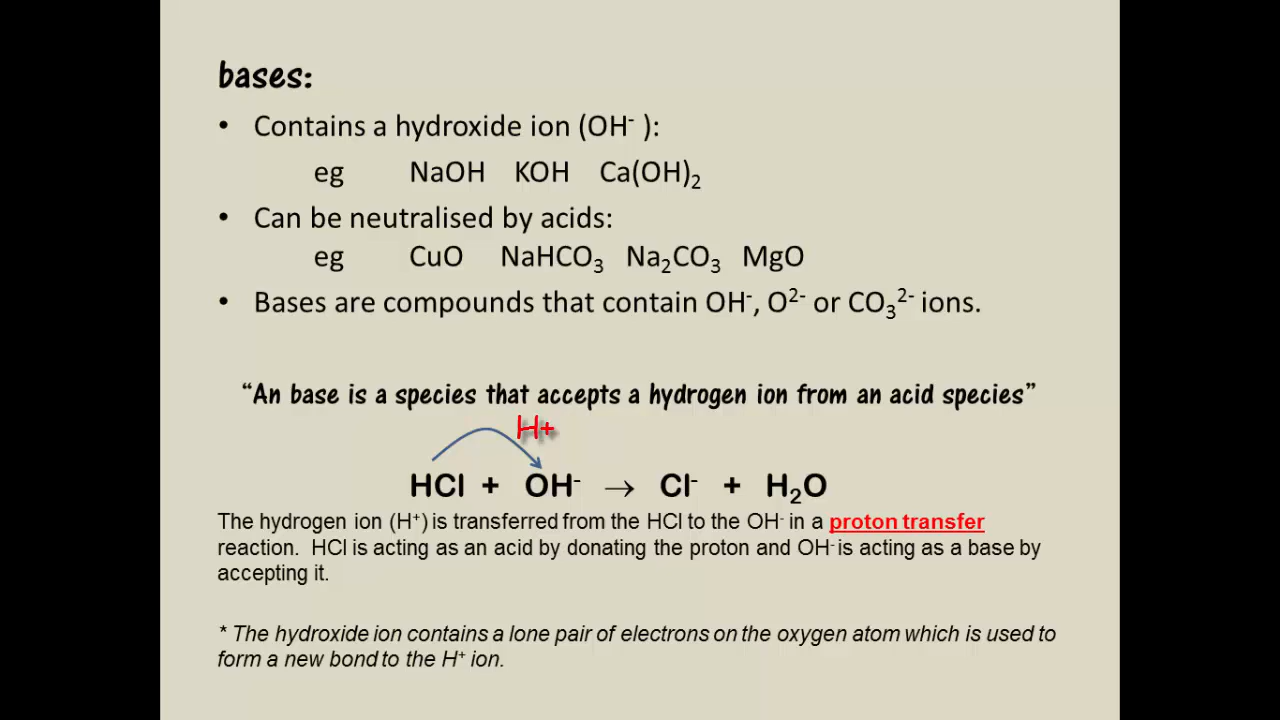 bases:
• Contains a hydroxide ion (OH⁻ ):
eg NaOH KOH Ca(OH)₂
• Can be neutralised by acids:
eg CuO NaHCO₃ Na₂CO₃ MgO
• Bases are compounds that contain OH⁻, O²⁻ or CO₃²⁻ ions.
“An base is a species that accepts a hydrogen ion from an acid species”
H+
HCl + OH⁻ → Cl⁻ + H₂O
The hydrogen ion (H⁺) is transferred from the HCl to the OH⁻ in a proton transfer
reaction. HCl is acting as an acid by donating the proton and OH⁻ is acting as a base by
accepting it.
* The hydroxide ion contains a lone pair of electrons on the oxygen atom which is used to
form a new bond to the H⁺ ion.